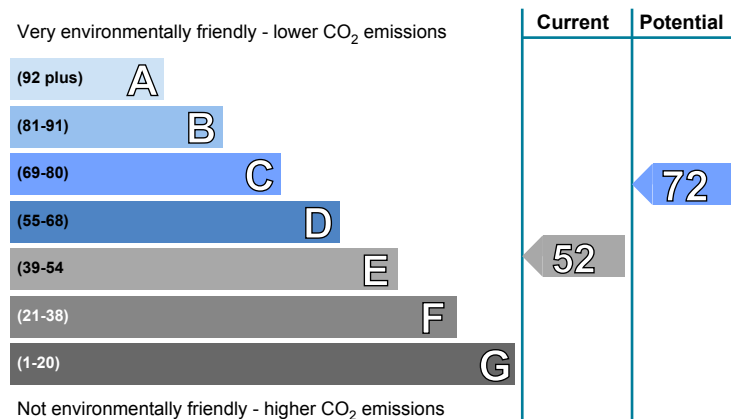 Very environmentally friendly - lower CO2 emissions
Current
Potential
(92 plus) A
(81-91) B
(69-80) C
(55-68) D
(39-54 E
(21-38) F
(1-20) G
52
72
Not environmentally friendly - higher CO2 emissions